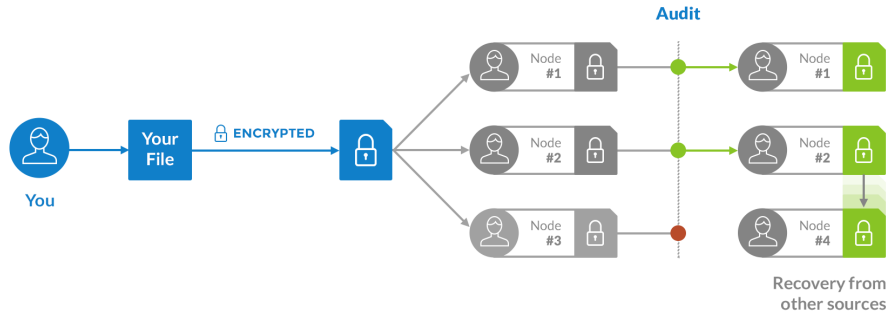 Audit
You
Your
File
ENCRYPTED
Node
#1
Node
#2
Node
#3
Node
#1
Node
#2
Node
#4
Recovery from
other sources